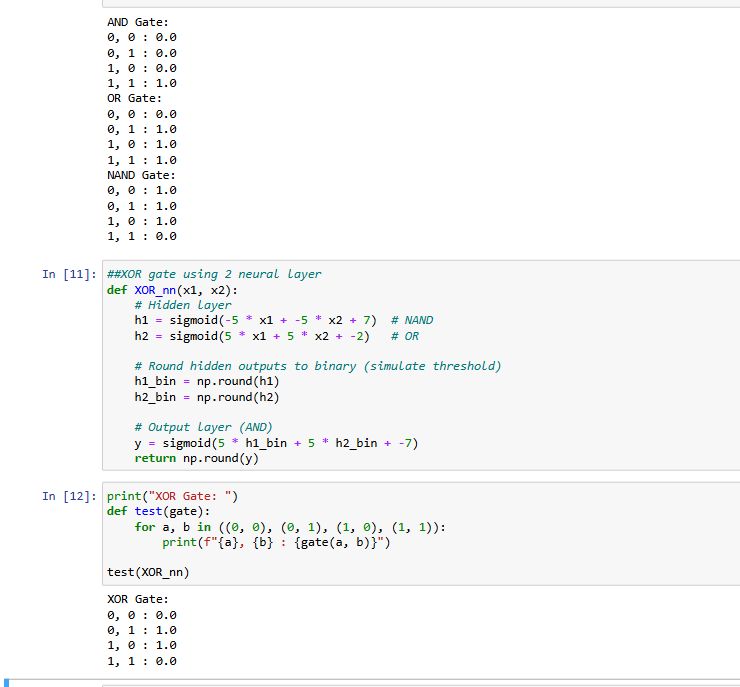 AND Gate:
0, 0 : 0.0
0, 1 : 0.0
1, 0 : 0.0
1, 1 : 1.0
OR Gate:
0, 0 : 0.0
0, 1 : 1.0
1, 0 : 1.0
1, 1 : 1.0
NAND Gate:
0, 0 : 1.0
0, 1 : 1.0
1, 0 : 1.0
1, 1 : 0.0
In [11]: ##XOR gate using 2 neural layer
def XOR_nn(x1, x2):
    # Hidden layer
    h1 = sigmoid(-5 * x1 + -5 * x2 + 7)  # NAND
    h2 = sigmoid(5 * x1 + 5 * x2 + -2)   # OR
    # Round hidden outputs to binary (simulate threshold)
    h1_bin = np.round(h1)
    h2_bin = np.round(h2)
    # Output layer (AND)
    y = sigmoid(5 * h1_bin + 5 * h2_bin + -7)
    return np.round(y)
In [12]: print("XOR Gate: ")
def test(gate):
    for a, b in ((0, 0), (0, 1), (1, 0), (1, 1)):
        print(f"{a}, {b} : {gate(a, b)}")
test(XOR_nn)
XOR Gate:
0, 0 : 0.0
0, 1 : 1.0
1, 0 : 1.0
1, 1 : 0.0